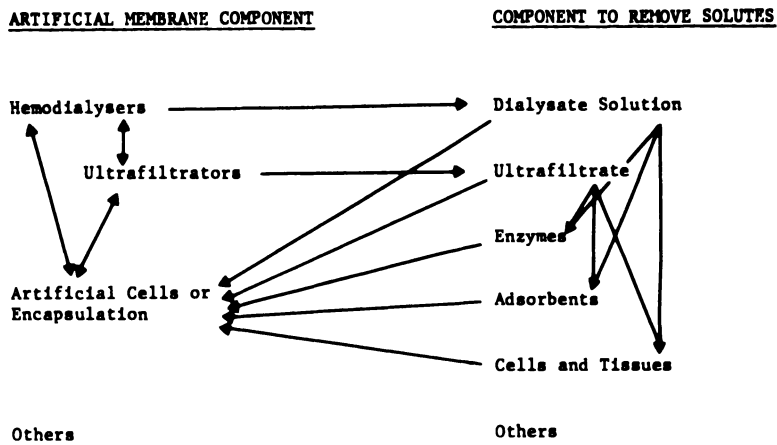 ARTIFICIAL MEMBRANE COMPONENT
COMPONENT TO REMOVE SOLUTES
Hemodialysers
Dialysate Solution
Ultrafiltrators
Ultrafiltrate
Enzymes
Artificial Cells or
Encapsulation
Adsorbents
Cells and Tissues
Others
Others